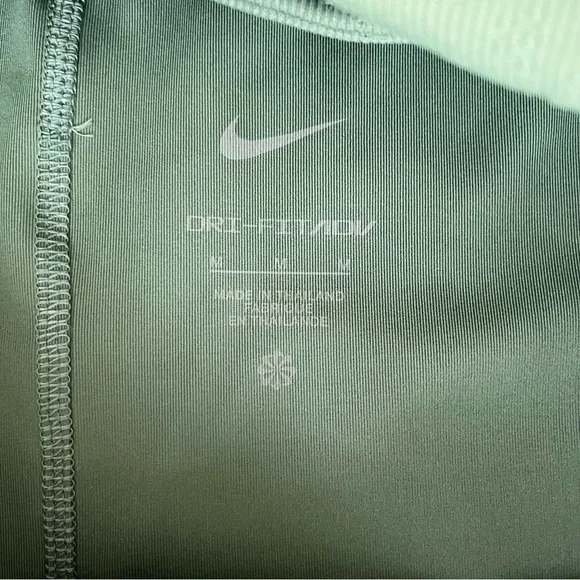 DRI-FIT ADV
M M M
MADE IN THAILAND
FABRIQUÉ
EN THAÏLANDE